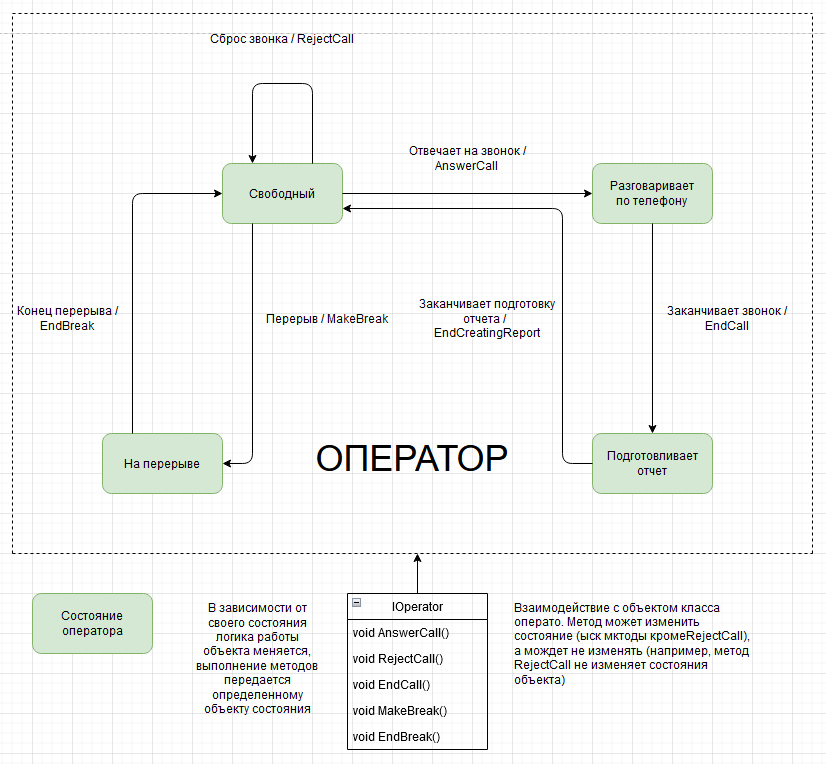 Сброс звонка / RejectCall
Отвечает на звонок /
AnswerCall
Свободный
Разговаривает
по телефону
Конец перерыва /
EndBreak
Перерыв / MakeBreak
Заканчивает подготовку
отчета /
EndCreatingReport
Заканчивает звонок /
EndCall
На перерыве
ОПЕРАТОР
Подготовливает
отчет
Состояние
оператора
В зависимости от
своего состояния
логика работы
объекта меняется,
выполнение методов
передается
определенному
объекту состояния
IOperator
void AnswerCall()
void RejectCall()
void EndCall()
void MakeBreak()
void EndBreak()
Взаимодействие с объектом класса
операто. Метод может изменить
состояние (ыск мктоды кромеRejectCall),
а мождет не изменять (например, метод
RejectCall не изменяет состояния
объекта)